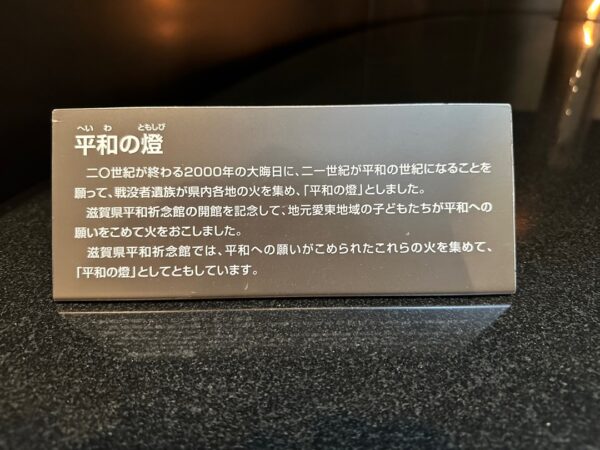 へいわ ともしび
平和の燈
二〇世紀が終わる2000年の大晦日に、二一世紀が平和の世紀になることを
願って、戦没者遺族が県内各地の火を集め、「平和の燈」としました。
滋賀県平和祈念館の開館を記念して、地元愛東地域の子どもたちが平和への
願いをこめて火をおこしました。
滋賀県平和祈念館では、平和への願いがこめられたこれらの火を集めて、
「平和の燈」としてともしています。